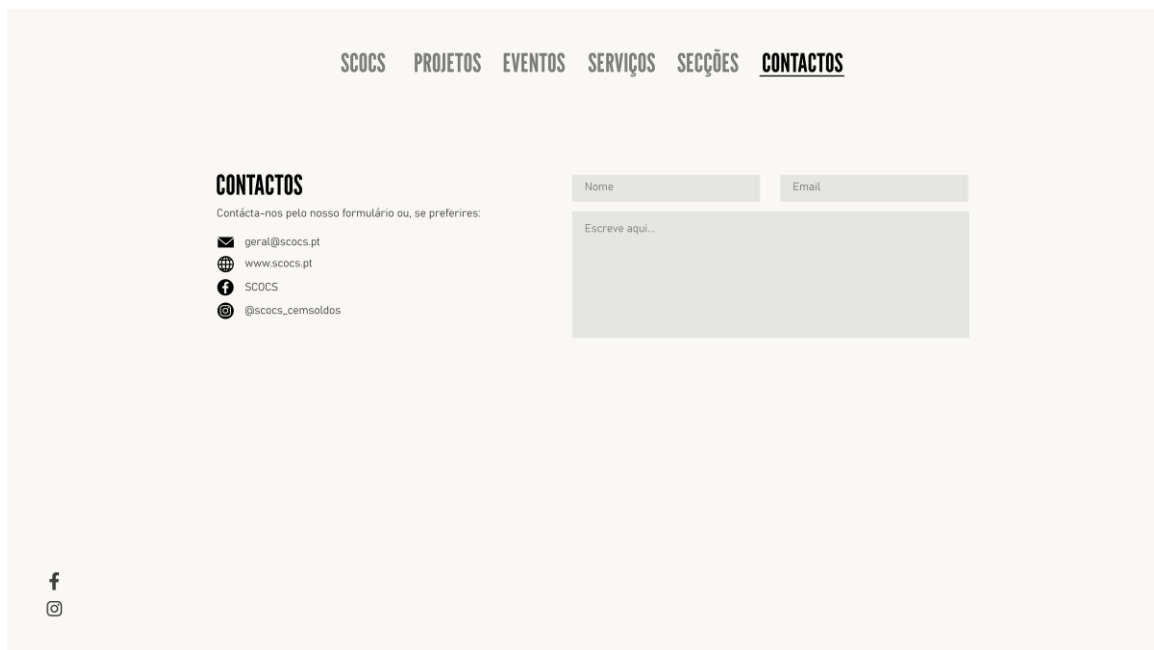 SCOCS PROJETOS EVENTOS SERVIÇOS SECÇÕES CONTACTOS
CONTACTOS
Contácta-nos pelo nosso formulário ou, se preferires:
geral@scocs.pt
www.scocs.pt
SCOCS
@scocs_cemsoldos
Nome Email
Escreve aqui...